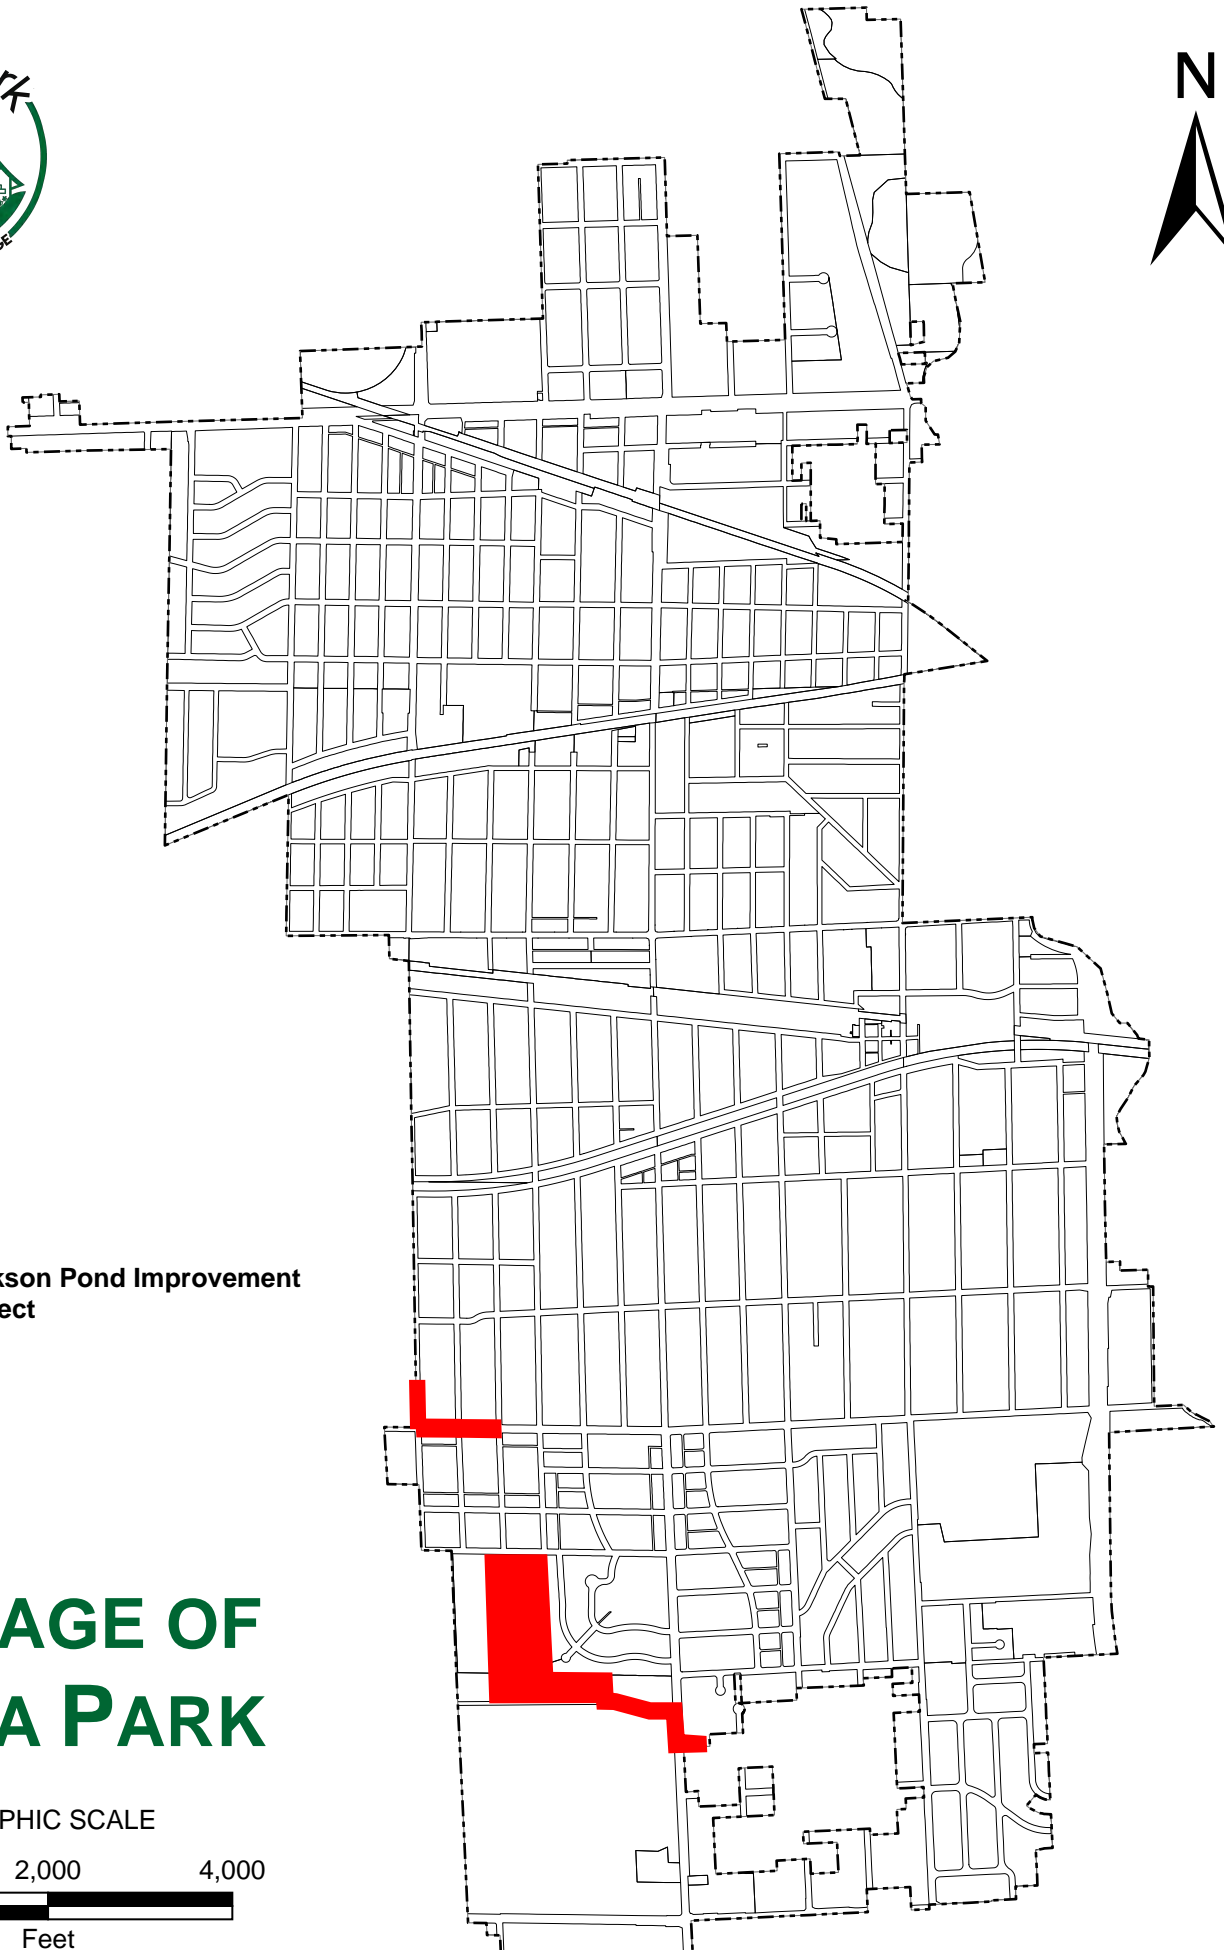 N
kson Pond Improvement
ect
AGE OF
A PARK
PHIC SCALE
2,000 4,000
Feet